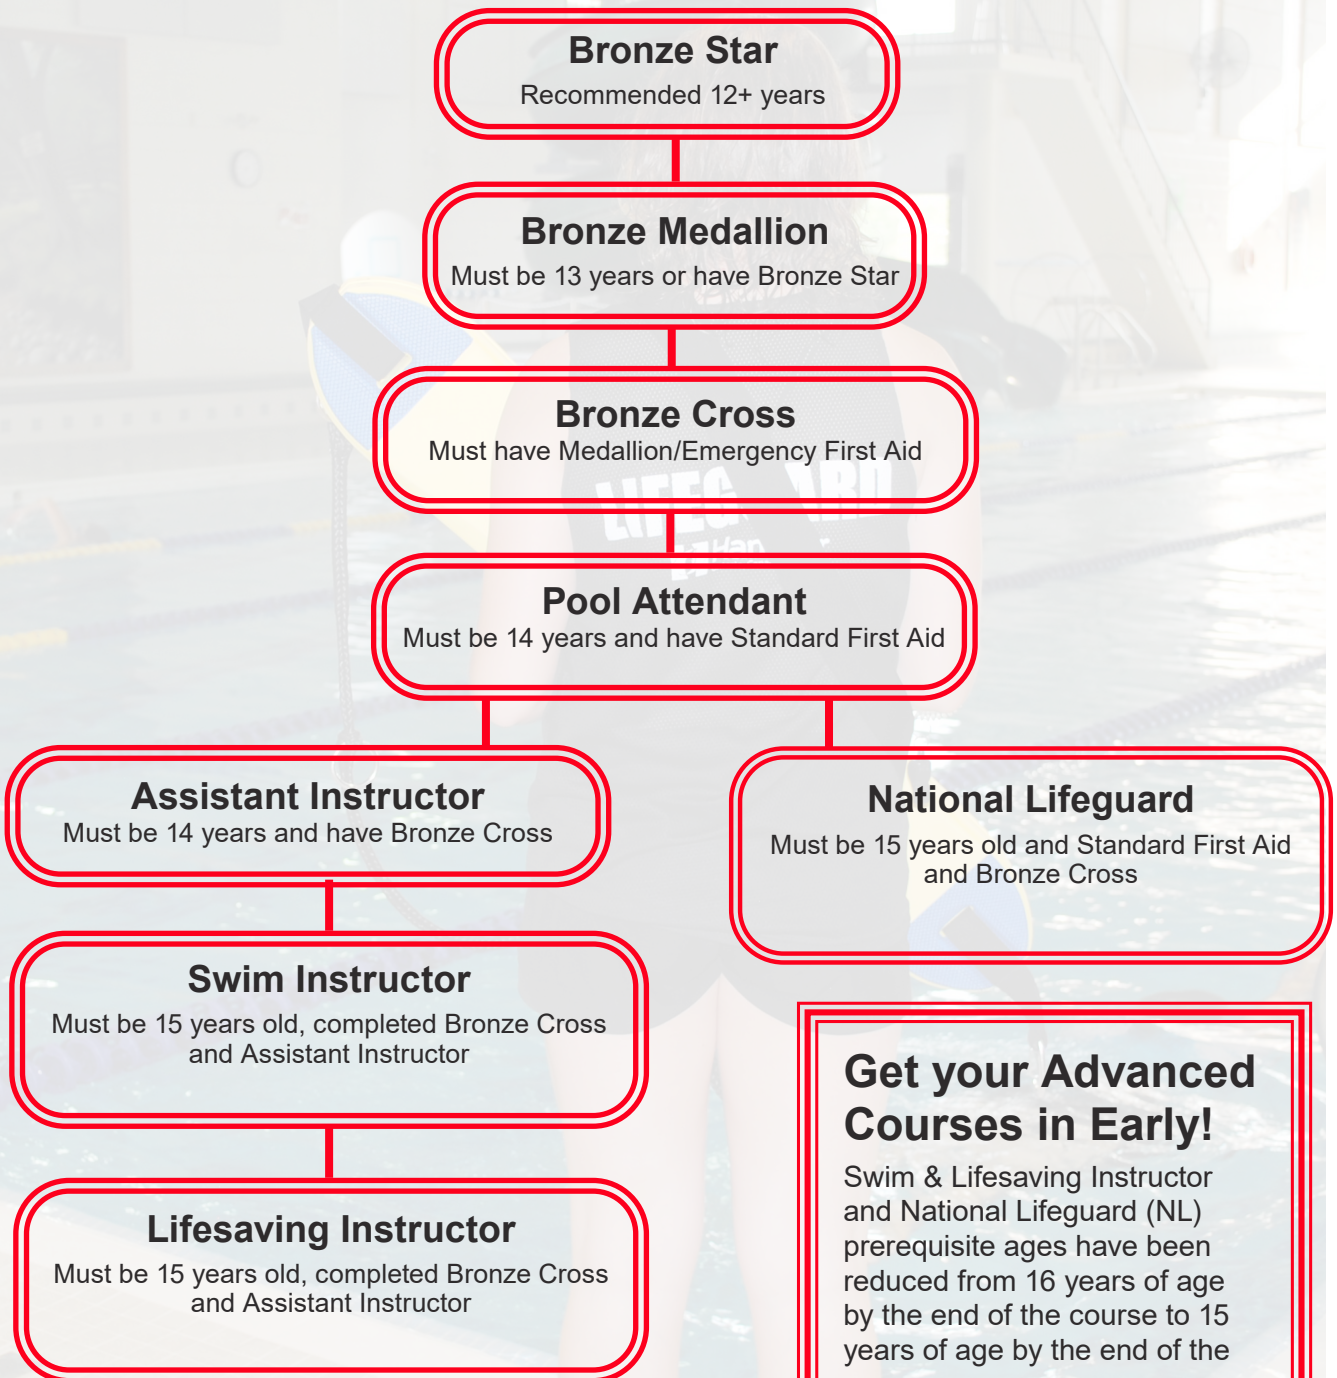 Bronze Star
Recommended 12+ years
Bronze Medallion
Must be 13 years or have Bronze Star
Bronze Cross
Must have Medallion/Emergency First Aid
LIFEG ARD
Pool Attendant
Must be 14 years and have Standard First Aid
Assistant Instructor
Must be 14 years and have Bronze Cross
National Lifeguard
Must be 15 years old and Standard First Aid
and Bronze Cross
Swim Instructor
Must be 15 years old, completed Bronze Cross
and Assistant Instructor
Lifesaving Instructor
Must be 15 years old, completed Bronze Cross
and Assistant Instructor
Get your Advanced
Courses in Early!
Swim & Lifesaving Instructor
and National Lifeguard (NL)
prerequisite ages have been
reduced from 16 years of age
by the end of the course to 15
years of age by the end of the